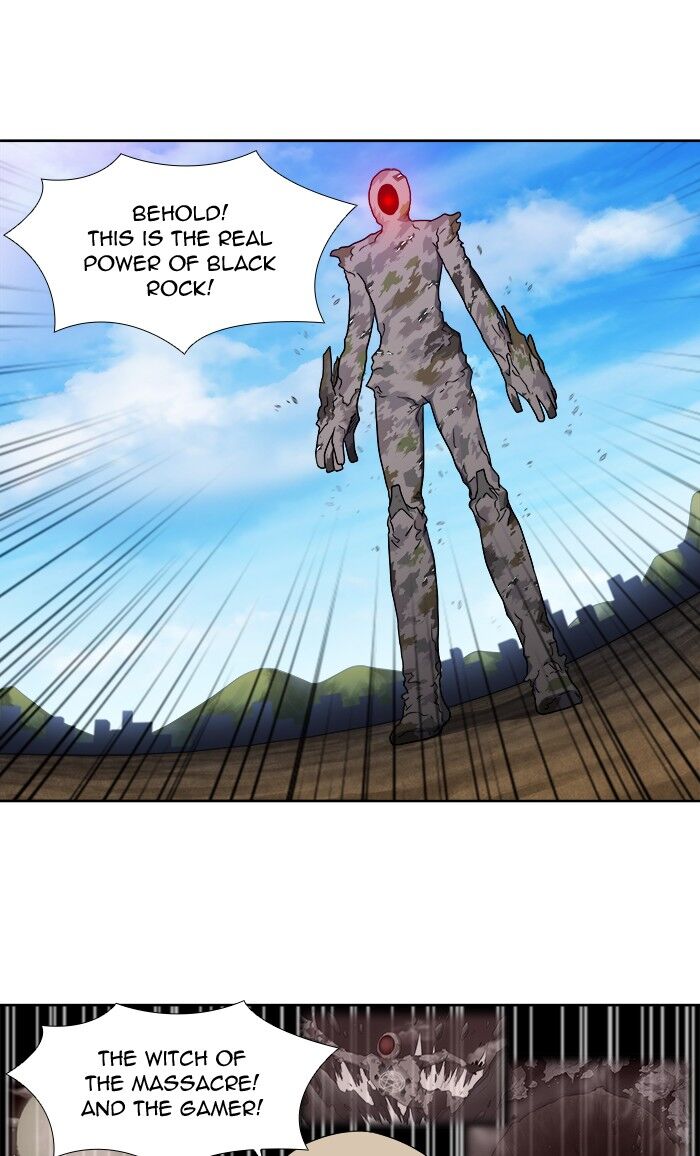 BEHOLD!
THIS IS THE REAL
POWER OF BLACK
ROCK!
THE WITCH OF
THE MASSACRE!
AND THE GAMER!